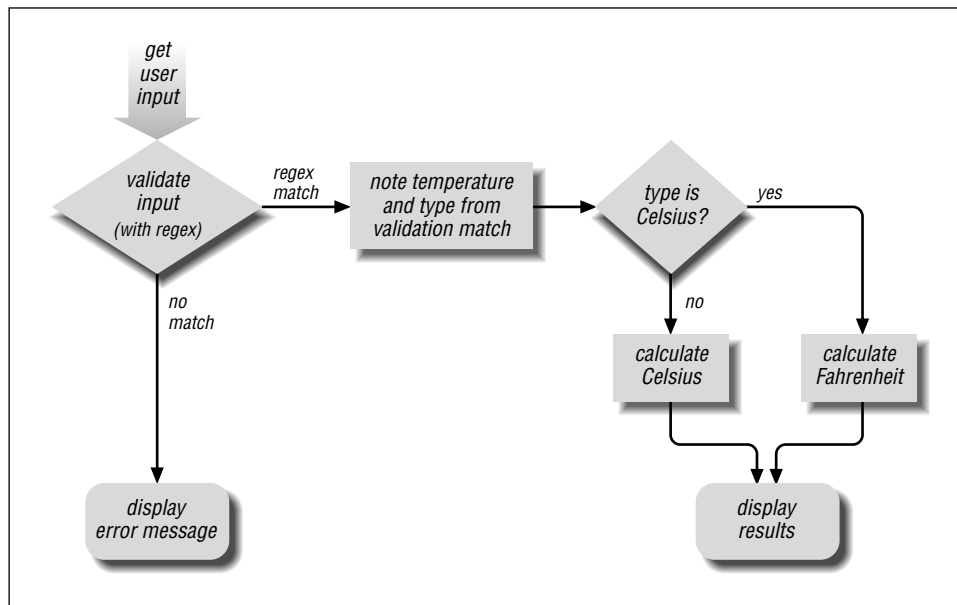 get
user
input
validate
input
(with regex)
regex
match
note temperature
and type from
validation match
type is
Celsius?
yes
no
match
no
calculate
Celsius
calculate
Fahrenheit
display
error message
display
results